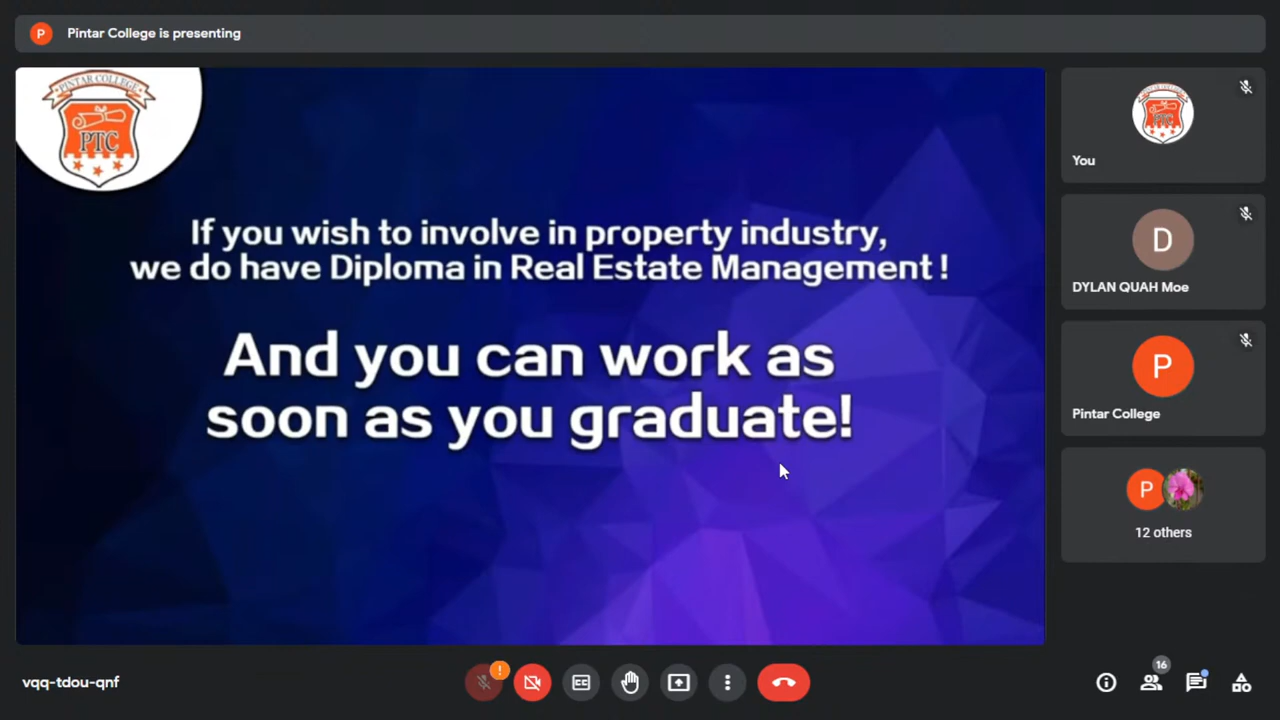 P
Pintar College is presenting
PINTAR COLLEGE
PTC
If you wish to involve in property industry,
we do have Diploma in Real Estate Management !
And you can work as
soon as you graduate!
You
D
DYLAN QUAH Moe
P
Pintar College
P
12 others
vqq-tdou-qnf
!
CC
16